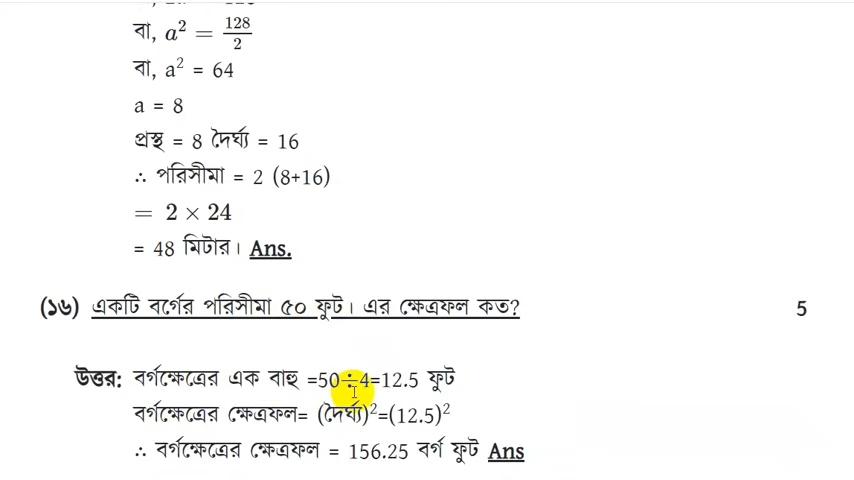 বা, a² = 128/2
বা, a² = 64
a = 8
প্রস্থ = 8 দৈর্ঘ্য = 16
∴ পরিসীমা = 2 (8+16)
= 2 × 24
= 48 মিটার। Ans.
(১৬) একটি বর্গের পরিসীমা ৫০ ফুট। এর ক্ষেত্রফল কত? 5
উত্তর: বর্গক্ষেত্রের এক বাহু =50÷4=12.5 ফুট
বর্গক্ষেত্রের ক্ষেত্রফল= (দৈর্ঘ্য)²=(12.5)²
∴ বর্গক্ষেত্রের ক্ষেত্রফল = 156.25 বর্গ ফুট Ans